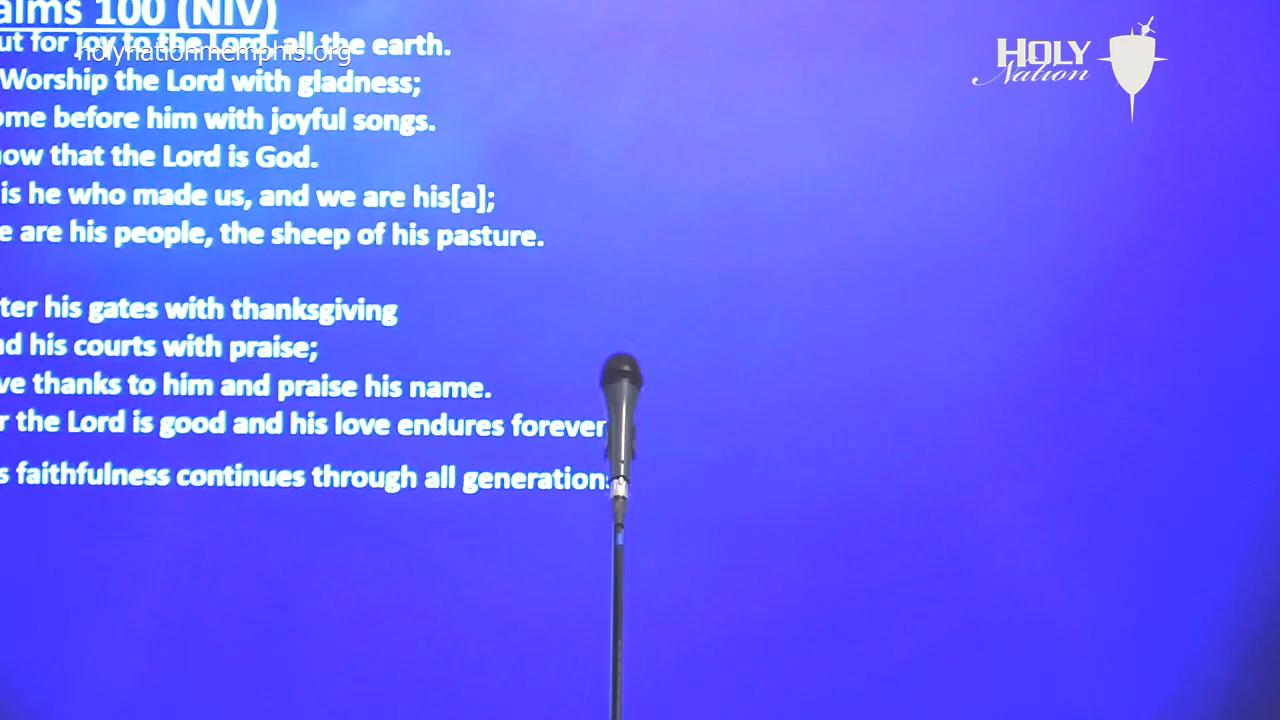 alms 100 (NIV)
ut for joy to the Lord, all the earth.
holynationmemphis.org
Worship the Lord with gladness;
ome before him with joyful songs.
now that the Lord is God.
is he who made us, and we are his[a];
e are his people, the sheep of his pasture.
ter his gates with thanksgiving
nd his courts with praise;
ve thanks to him and praise his name.
r the Lord is good and his love endures forever
s faithfulness continues through all generations
HOLY
Nation